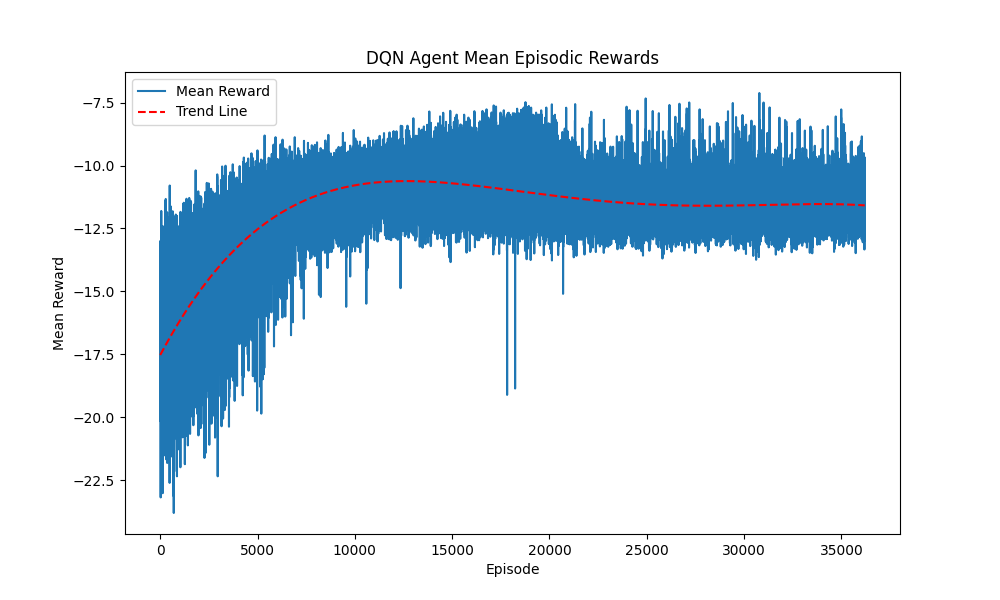 DQN Agent Mean Episodic Rewards
Mean Reward
Trend Line
−7.5
−10.0
−12.5
−15.0
−17.5
−20.0
−22.5
Mean Reward
0 5000 10000 15000 20000 25000 30000 35000
Episode